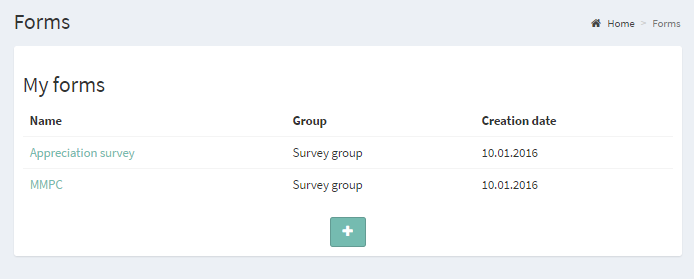 Forms
Home > Forms
My forms
Name Group Creation date
Appreciation survey Survey group 10.01.2016
MMPC Survey group 10.01.2016